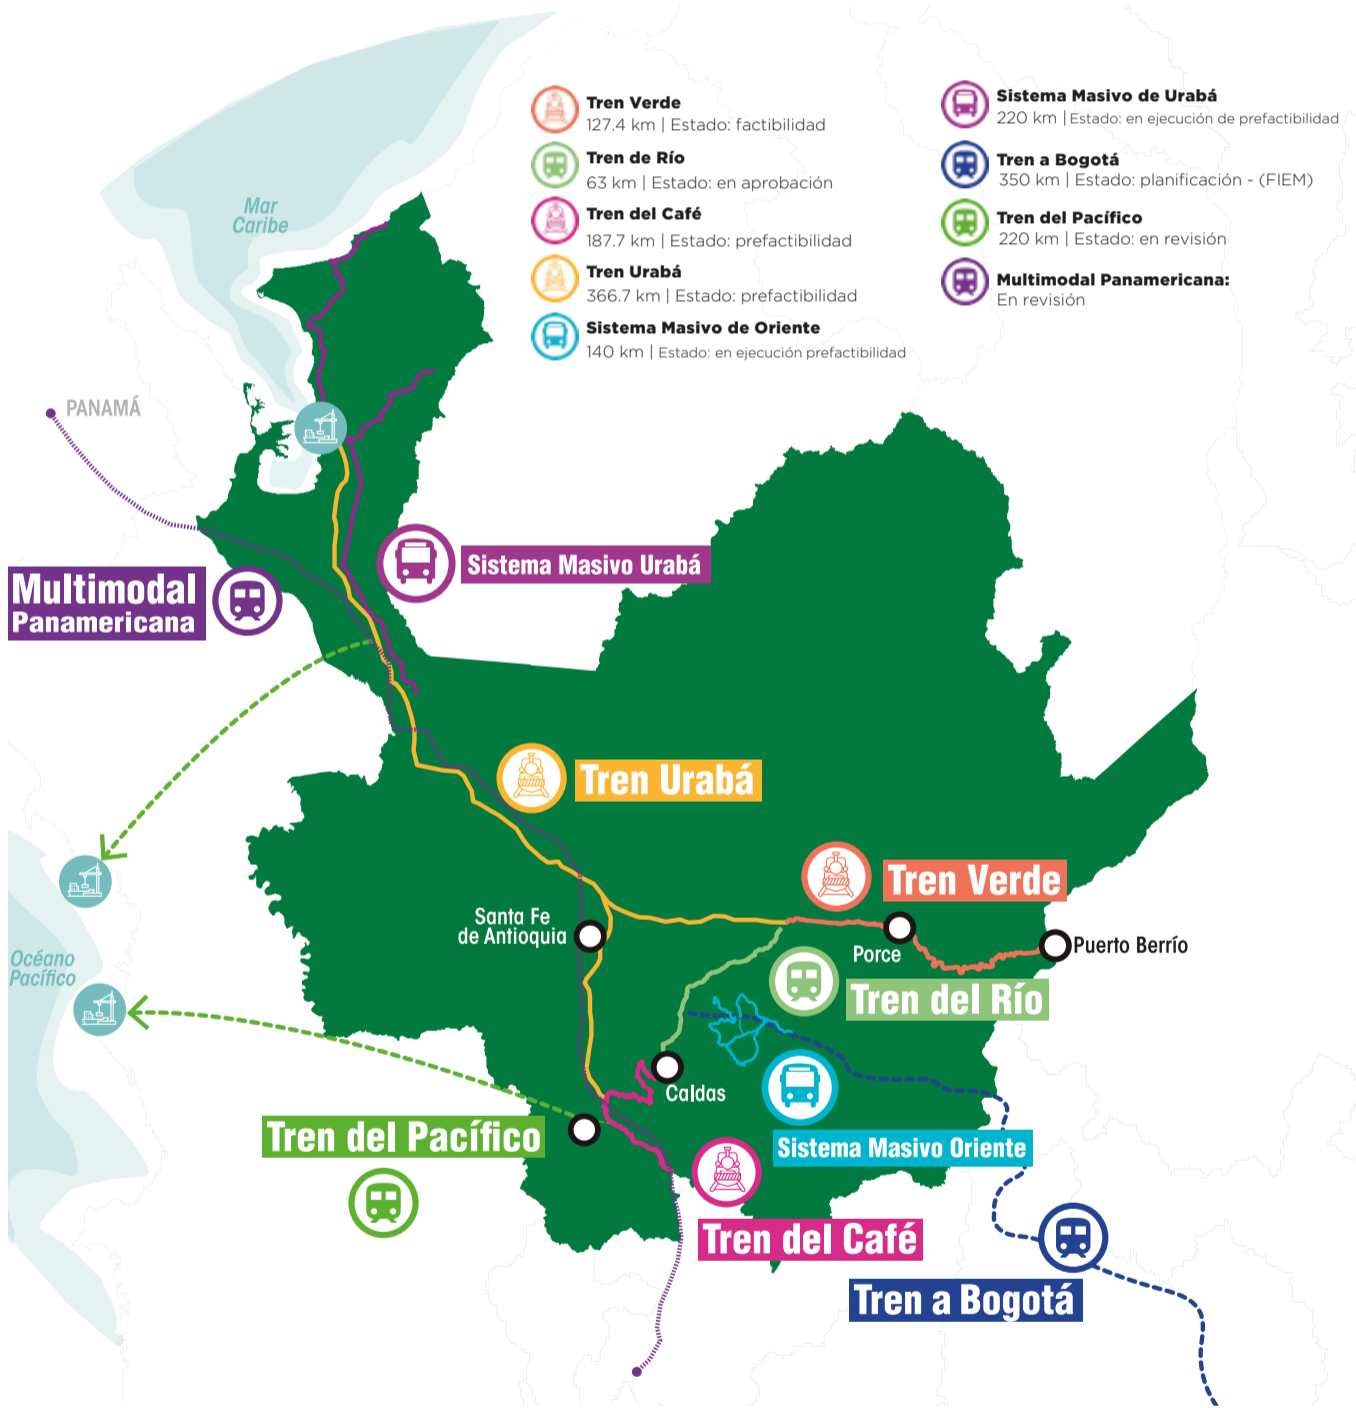 Tren Verde
127.4 km | Estado: factibilidad
Tren de Río
63 km | Estado: en aprobación
Tren del Café
187.7 km | Estado: prefactibilidad
Tren Urabá
366.7 km | Estado: prefactibilidad
Sistema Masivo de Oriente
140 km | Estado: en ejecución prefactibilidad
Sistema Masivo de Urabá
220 km | Estado: en ejecución de prefactibilidad
Tren a Bogotá
350 km | Estado: planificación - (FIEM)
Tren del Pacífico
220 km | Estado: en revisión
Multimodal Panamericana:
En revisión
Mar
Caribe
PANAMÁ
Sistema Masivo Urabá
Multimodal
Panamericana
Tren Urabá
Tren Verde
Santa Fe
de Antioquia
Porce
Puerto Berrío
Océano
Pacífico
Tren del Río
Caldas
Tren del Pacífico
Sistema Masivo Oriente
Tren del Café
Tren a Bogotá